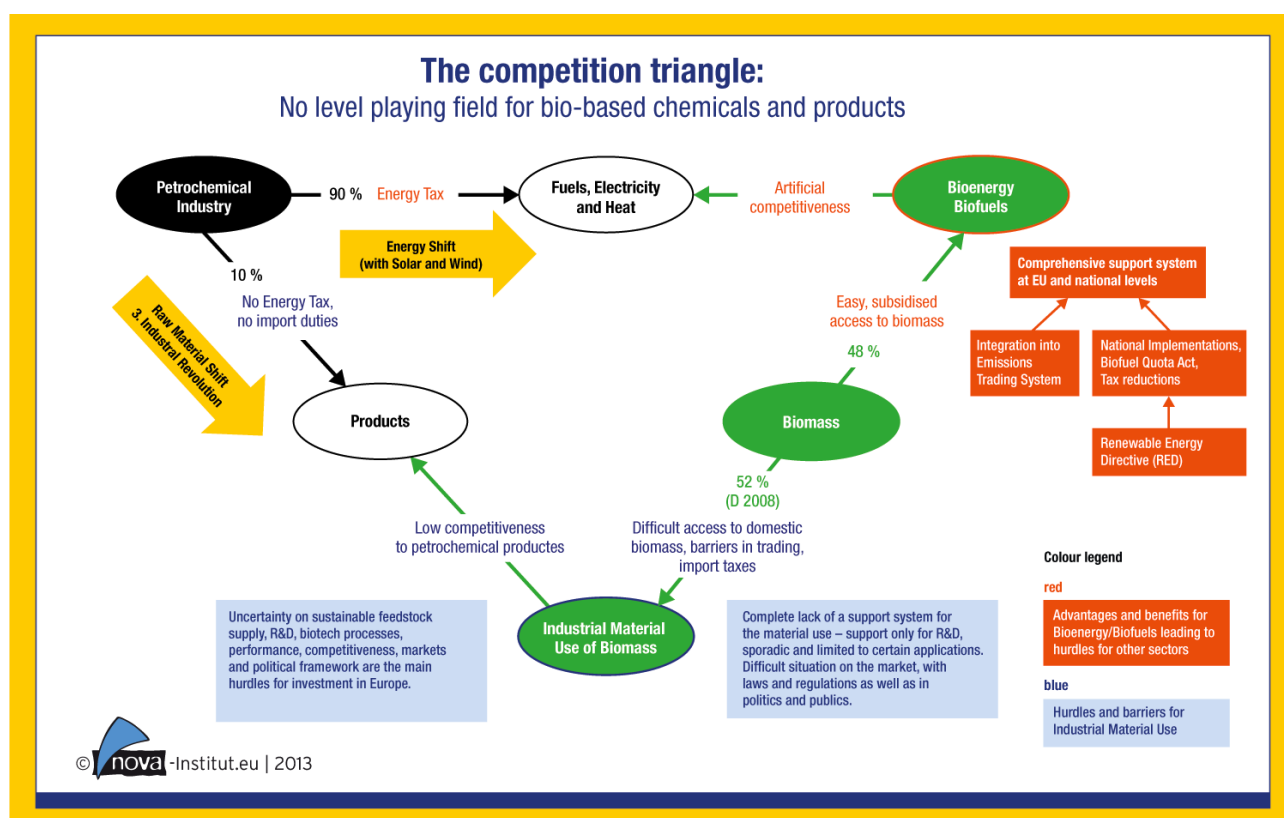 The competition triangle:
No level playing field for bio-based chemicals and products
Petrochemical
Industry
90 %
Energy Tax
Fuels, Electricity
and Heat
Artificial
competitiveness
Bioenergy
Biofuels
Energy Shift
(with Solar and Wind)
10 %
No Energy Tax,
no import duties
Raw Material Shift
3. Industral Revolution
Easy, subsidised
access to biomass
48 %
Comprehensive support system
at EU and national levels
Integration into
Emissions
Trading System
National Implementations,
Biofuel Quota Act,
Tax reductions
Renewable Energy
Directive (RED)
Products
Biomass
52 %
(D 2008)
Low competitiveness
to petrochemical productes
Difficult access to domestic
biomass, barriers in trading,
import taxes
Industrial Material
Use of Biomass
Uncertainty on sustainable feedstock
supply, R&D, biotech processes,
performance, competitiveness, markets
and political framework are the main
hurdles for investment in Europe.
Complete lack of a support system for
the material use – support only for R&D,
sporadic and limited to certain applications.
Difficult situation on the market, with
laws and regulations as well as in
politics and publics.
Colour legend
red
Advantages and benefits for
Bioenergy/Biofuels leading to
hurdles for other sectors
blue
Hurdles and barriers for
Industrial Material Use
© nova-Institut.eu | 2013